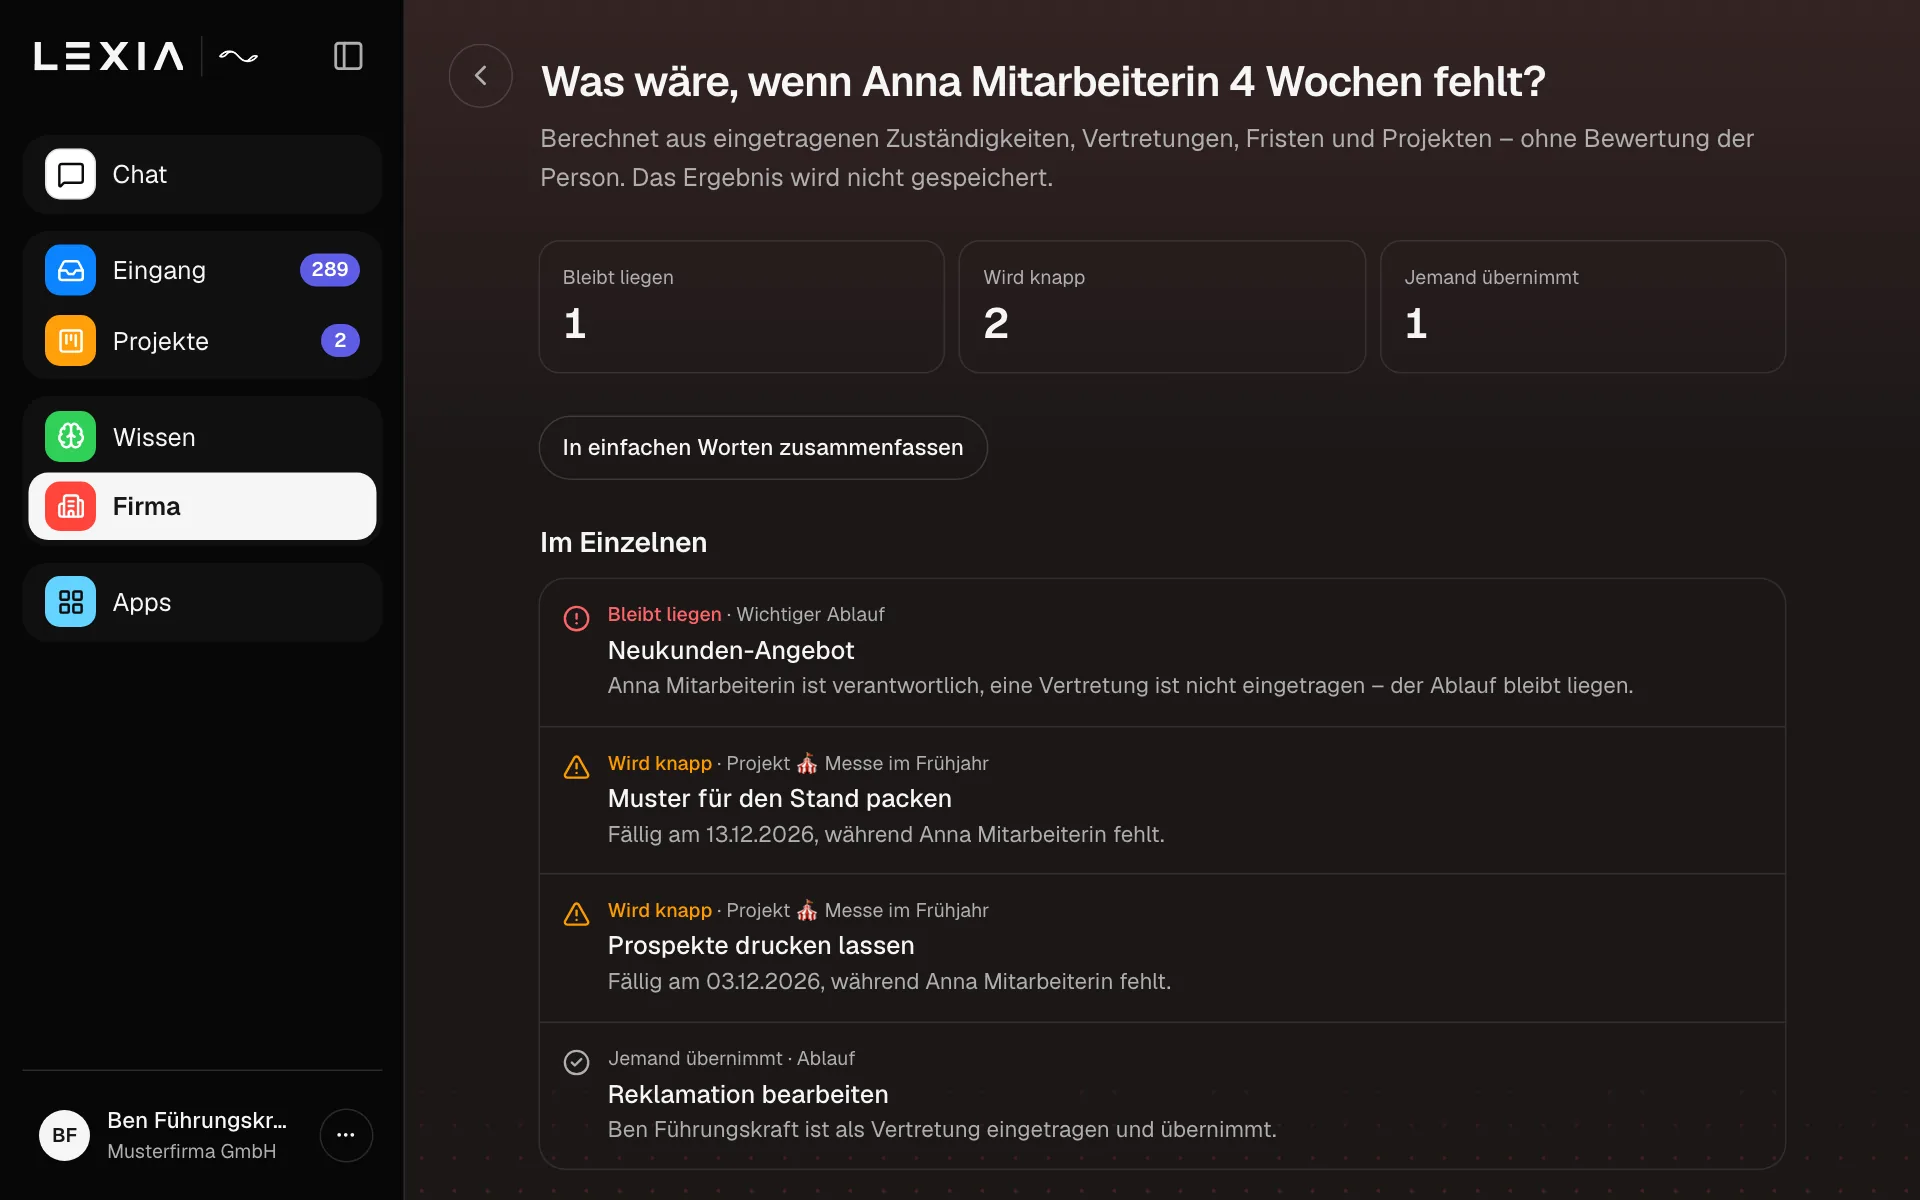 LEXIA
Chat
Eingang 289
Projekte 2
Wissen
Firma
Apps
BF
Ben Führungskr...
Musterfirma GmbH
Was wäre, wenn Anna Mitarbeiterin 4 Wochen fehlt?
Berechnet aus eingetragenen Zuständigkeiten, Vertretungen, Fristen und Projekten – ohne Bewertung der
Person. Das Ergebnis wird nicht gespeichert.
Bleibt liegen
1
Wird knapp
2
Jemand übernimmt
1
In einfachen Worten zusammenfassen
Im Einzelnen
Bleibt liegen · Wichtiger Ablauf
Neukunden-Angebot
Anna Mitarbeiterin ist verantwortlich, eine Vertretung ist nicht eingetragen – der Ablauf bleibt liegen.
Wird knapp · Projekt 🎪 Messe im Frühjahr
Muster für den Stand packen
Fällig am 13.12.2026, während Anna Mitarbeiterin fehlt.
Wird knapp · Projekt 🎪 Messe im Frühjahr
Prospekte drucken lassen
Fällig am 03.12.2026, während Anna Mitarbeiterin fehlt.
Jemand übernimmt · Ablauf
Reklamation bearbeiten
Ben Führungskraft ist als Vertretung eingetragen und übernimmt.